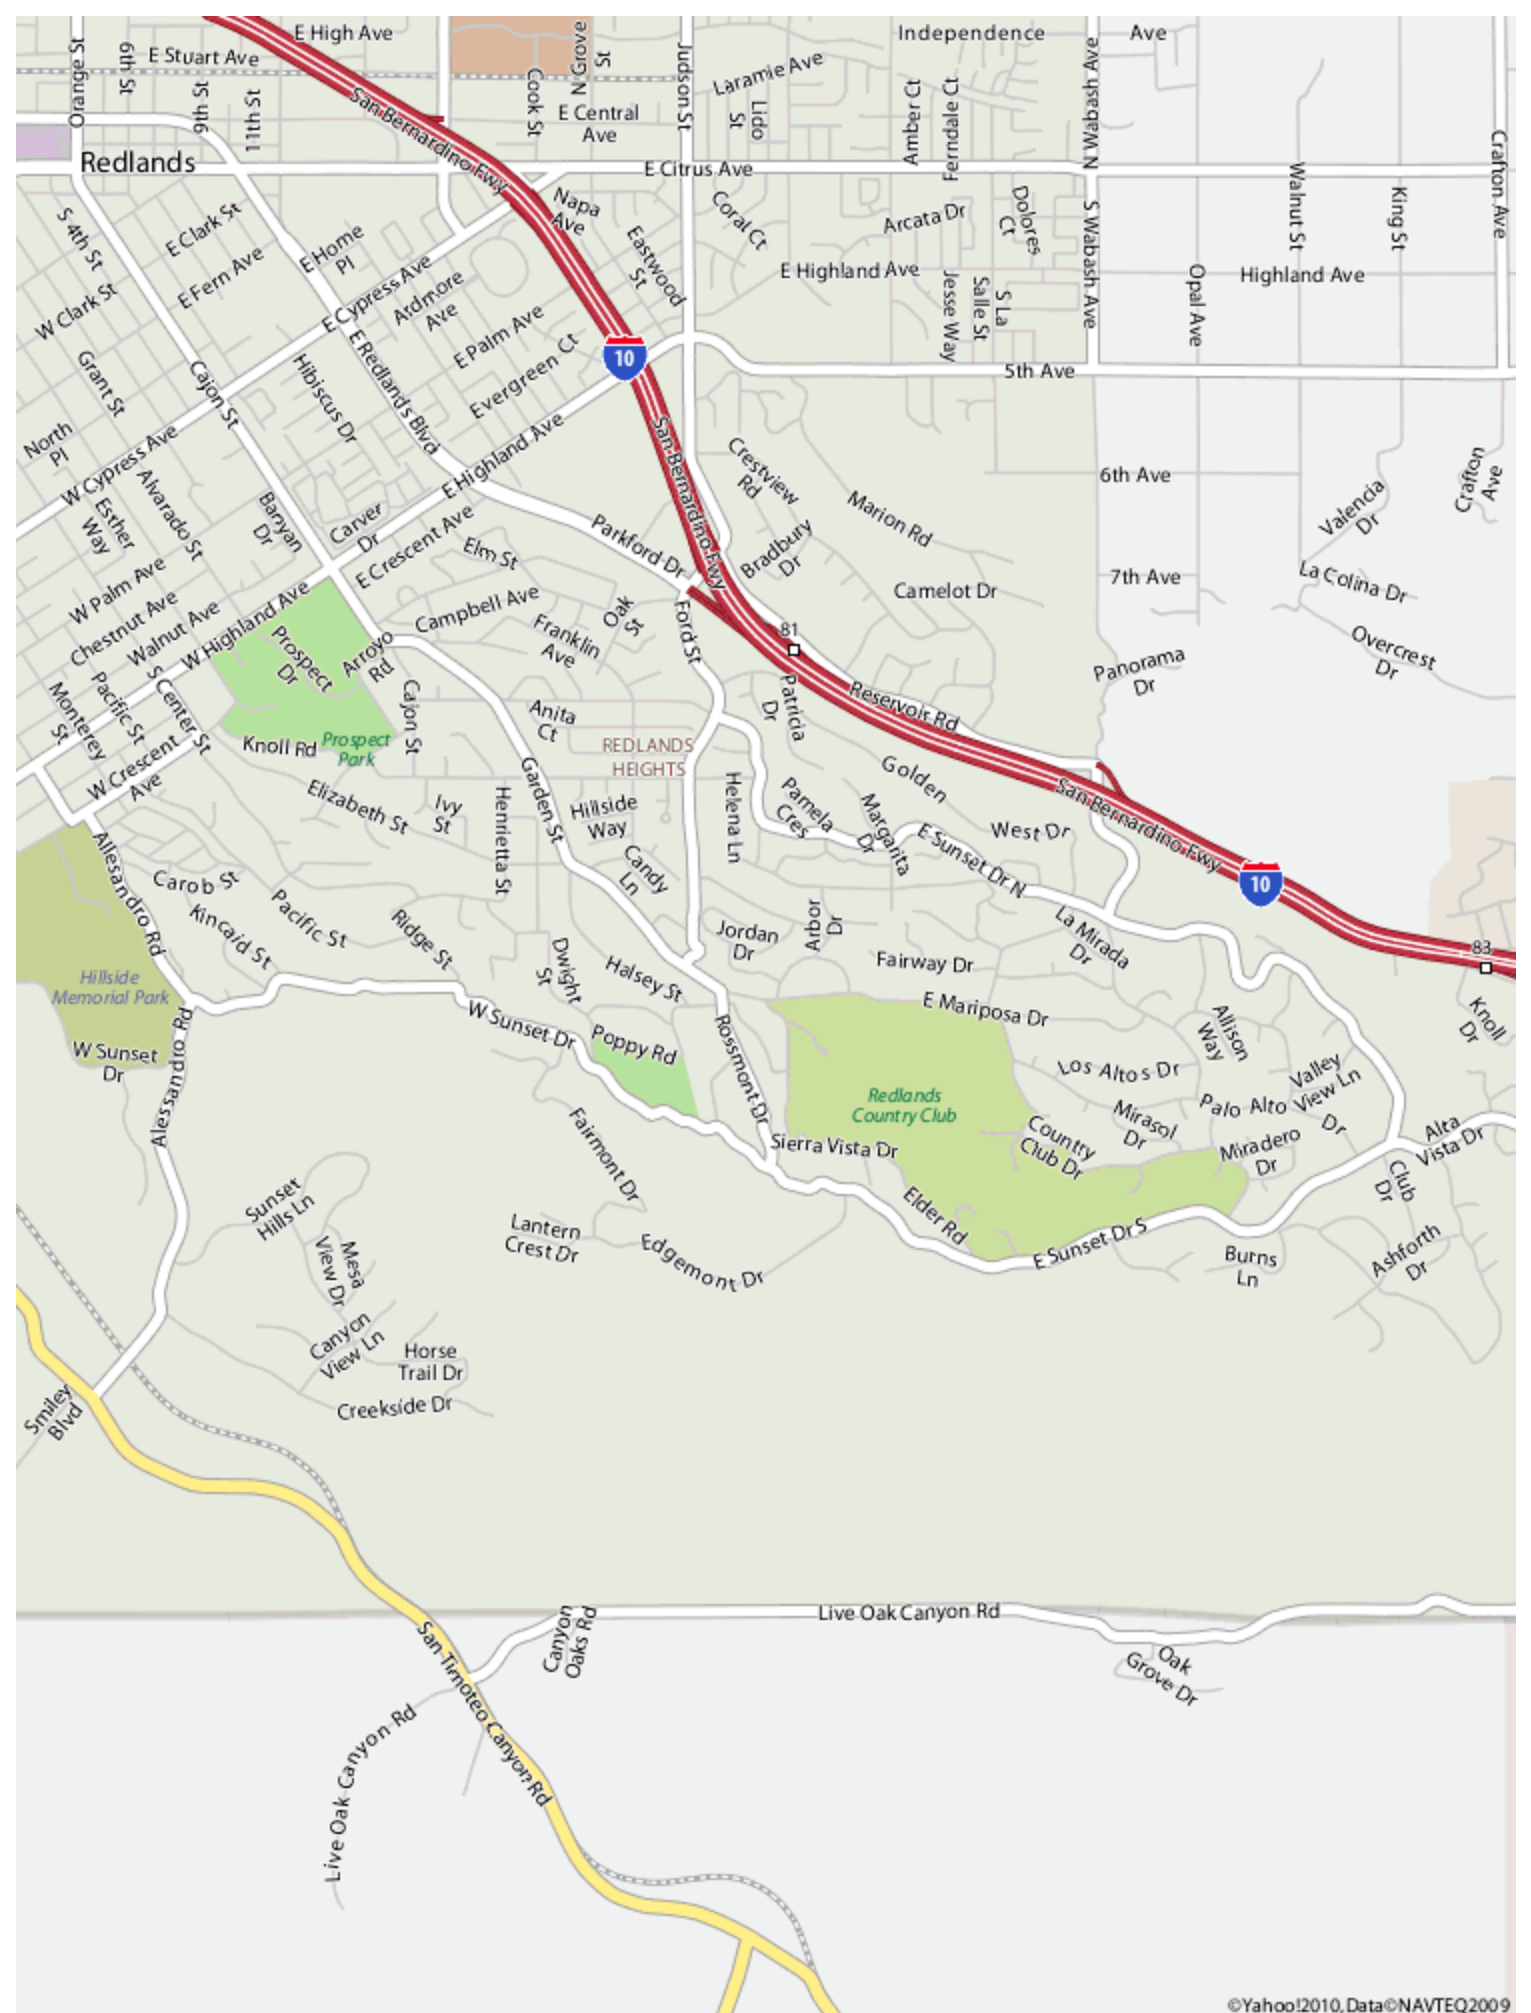 E High Ave
Independence Ave
Orange St
6th St
E Stuart Ave
9th St
11th St
San Bernardino Fwy
Cook St
N Grove St
E Central Ave
Judson St
Laramie Ave
Lido St
Amber Ct
Ferndale Ct
N Wabash Ave
Crafton Ave
Redlands
E Citrus Ave
Walnut St
King St
S 4th St
E Clark St
E Fern Ave
E Home Pl
Napa Ave
Eastwood St
Coral Ct
Arcata Dr
Dolores Ct
S Wabash Ave
W Clark St
E Cypress Ave
Ardmore Ave
E Highland Ave
Jesse Way
S La Salle St
Opal Ave
Highland Ave
Grant St
Cajon St
Hibiscus Dr
E Redlands Blvd
E Palm Ave
Evergreen Ct
10
5th Ave
North Pl
W Cypress Ave
E Highland Ave
San Bernardino Fwy
Crestview Rd
Marion Rd
6th Ave
Valencia Dr
Crafton Ave
Esther Way
Alvarado St
Banyan Dr
Carver Dr
E Crescent Ave
Elm St
Parkford Dr
Bradbury Dr
Camelot Dr
7th Ave
La Colina Dr
W Palm Ave
Chestnut Ave
Walnut Ave
W Highland Ave
Campbell Ave
Franklin Ave
Oak St
Ford St
81
Overcrest Dr
Panorama Dr
Prospect Dr
Arroyo Rd
Cajon St
Monterey St
Pacific St
S Center St
W Crescent Ave
Knoll Rd
Prospect Park
Anita Ct
REDLANDS HEIGHTS
Patricia Dr
Reservoir Rd
Golden West Dr
San Bernardino Fwy
Elizabeth St
Ivy St
Henrietta St
Garden St
Hillside Way
Helena Ln
Pamela Cres
Margarita Dr
E Sunset Dr N
Candy Ln
10
Allesandro Rd
Carob St
Kincaid St
Pacific St
Ridge St
Dwight St
Halsey St
Jordan Dr
Arbor Dr
Fairway Dr
La Mirada Dr
83
Hillside Memorial Park
W Sunset Dr
Alessandro Rd
W Sunset Dr
Poppy Rd
Rossmont Dr
E Mariposa Dr
Allison Way
Knoll Dr
Los Altos Dr
Valley View Ln
Redlands Country Club
Palo Alto Dr
Mirasol Dr
Country Club Dr
Miradero Dr
Alta Vista Dr
Club Dr
Sierra Vista Dr
Fairmont Dr
Elder Rd
E Sunset Dr S
Burns Ln
Ashforth Dr
Sunset Hills Ln
Mesa View Dr
Lantern Crest Dr
Edgemont Dr
Canyon View Ln
Horse Trail Dr
Creekside Dr
Smiley Blvd
Canyon Oaks Rd
Live Oak Canyon Rd
Oak Grove Dr
San Timoteo Canyon Rd
Live Oak Canyon Rd
©Yahoo!2010, Data©NAVTEQ2009